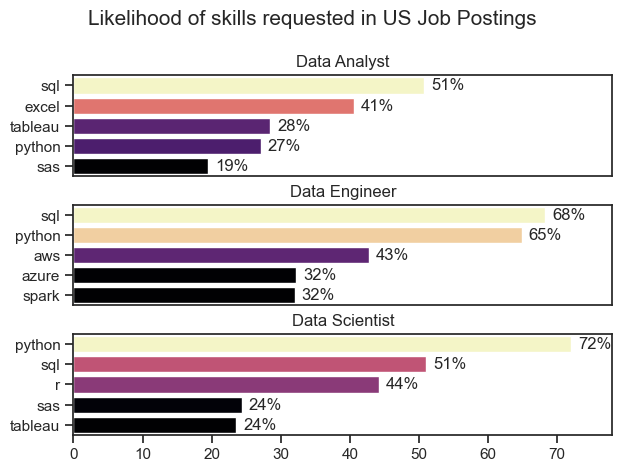 Likelihood of skills requested in US Job Postings
Data Analyst
sql 51%
excel 41%
tableau 28%
python 27%
sas 19%
Data Engineer
sql 68%
python 65%
aws 43%
azure 32%
spark 32%
Data Scientist
python 72%
sql 51%
r 44%
sas 24%
tableau 24%
0 10 20 30 40 50 60 70